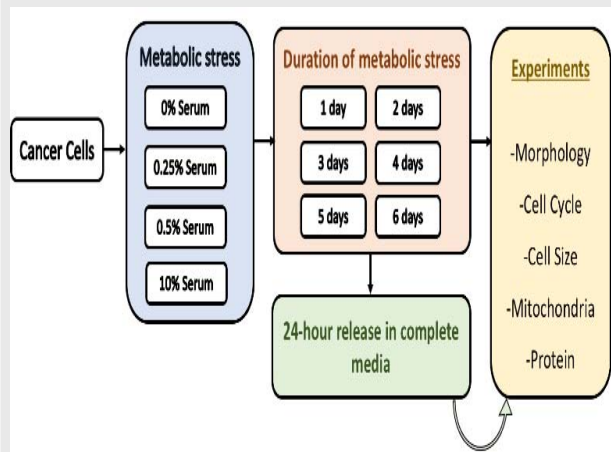 Cancer Cells
Metabolic stress
0% Serum
0.25% Serum
0.5% Serum
10% Serum
Duration of metabolic stress
1 day
2 days
3 days
4 days
5 days
6 days
24-hour release in complete
media
Experiments
-Morphology
-Cell Cycle
-Cell Size
-Mitochondria
-Protein